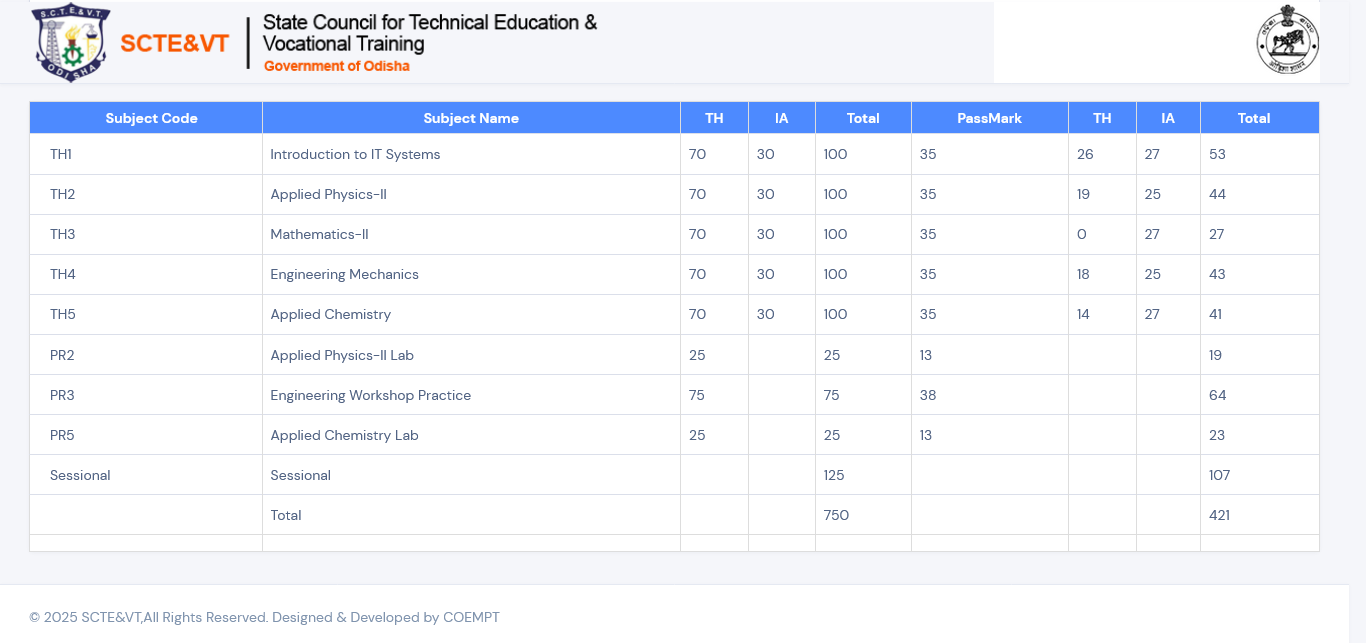 S.C.T.E.&V.T.
ODISHA
SCTE&VT
State Council for Technical Education &
Vocational Training
Government of Odisha
Subject Code Subject Name TH IA Total PassMark TH IA Total
TH1 Introduction to IT Systems 70 30 100 35 26 27 53
TH2 Applied Physics-II 70 30 100 35 19 25 44
TH3 Mathematics-II 70 30 100 35 0 27 27
TH4 Engineering Mechanics 70 30 100 35 18 25 43
TH5 Applied Chemistry 70 30 100 35 14 27 41
PR2 Applied Physics-II Lab 25 25 13 19
PR3 Engineering Workshop Practice 75 75 38 64
PR5 Applied Chemistry Lab 25 25 13 23
Sessional Sessional 125 107
Total 750 421
© 2025 SCTE&VT,All Rights Reserved. Designed & Developed by COEMPT